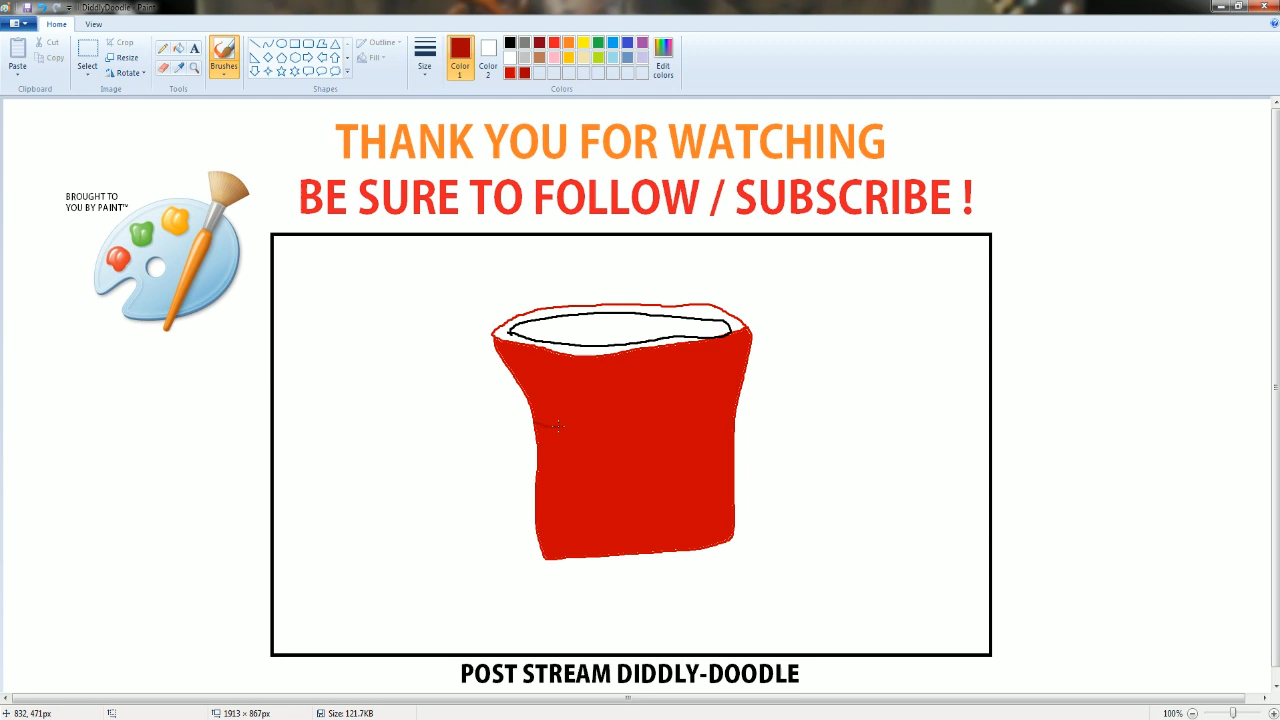 DiddlyDoodle - Paint
Home
View
Paste
Cut
Copy
Clipboard
Select
Crop
Resize
Rotate
Image
A
Tools
Brushes
Outline
Fill
Shapes
Size
Color 1
Color 2
Edit colors
Colors
THANK YOU FOR WATCHING
BE SURE TO FOLLOW / SUBSCRIBE !
BROUGHT TO
YOU BY PAINT™
POST STREAM DIDDLY-DOODLE
832, 471px
1913 × 867px
Size: 121.7KB
100%